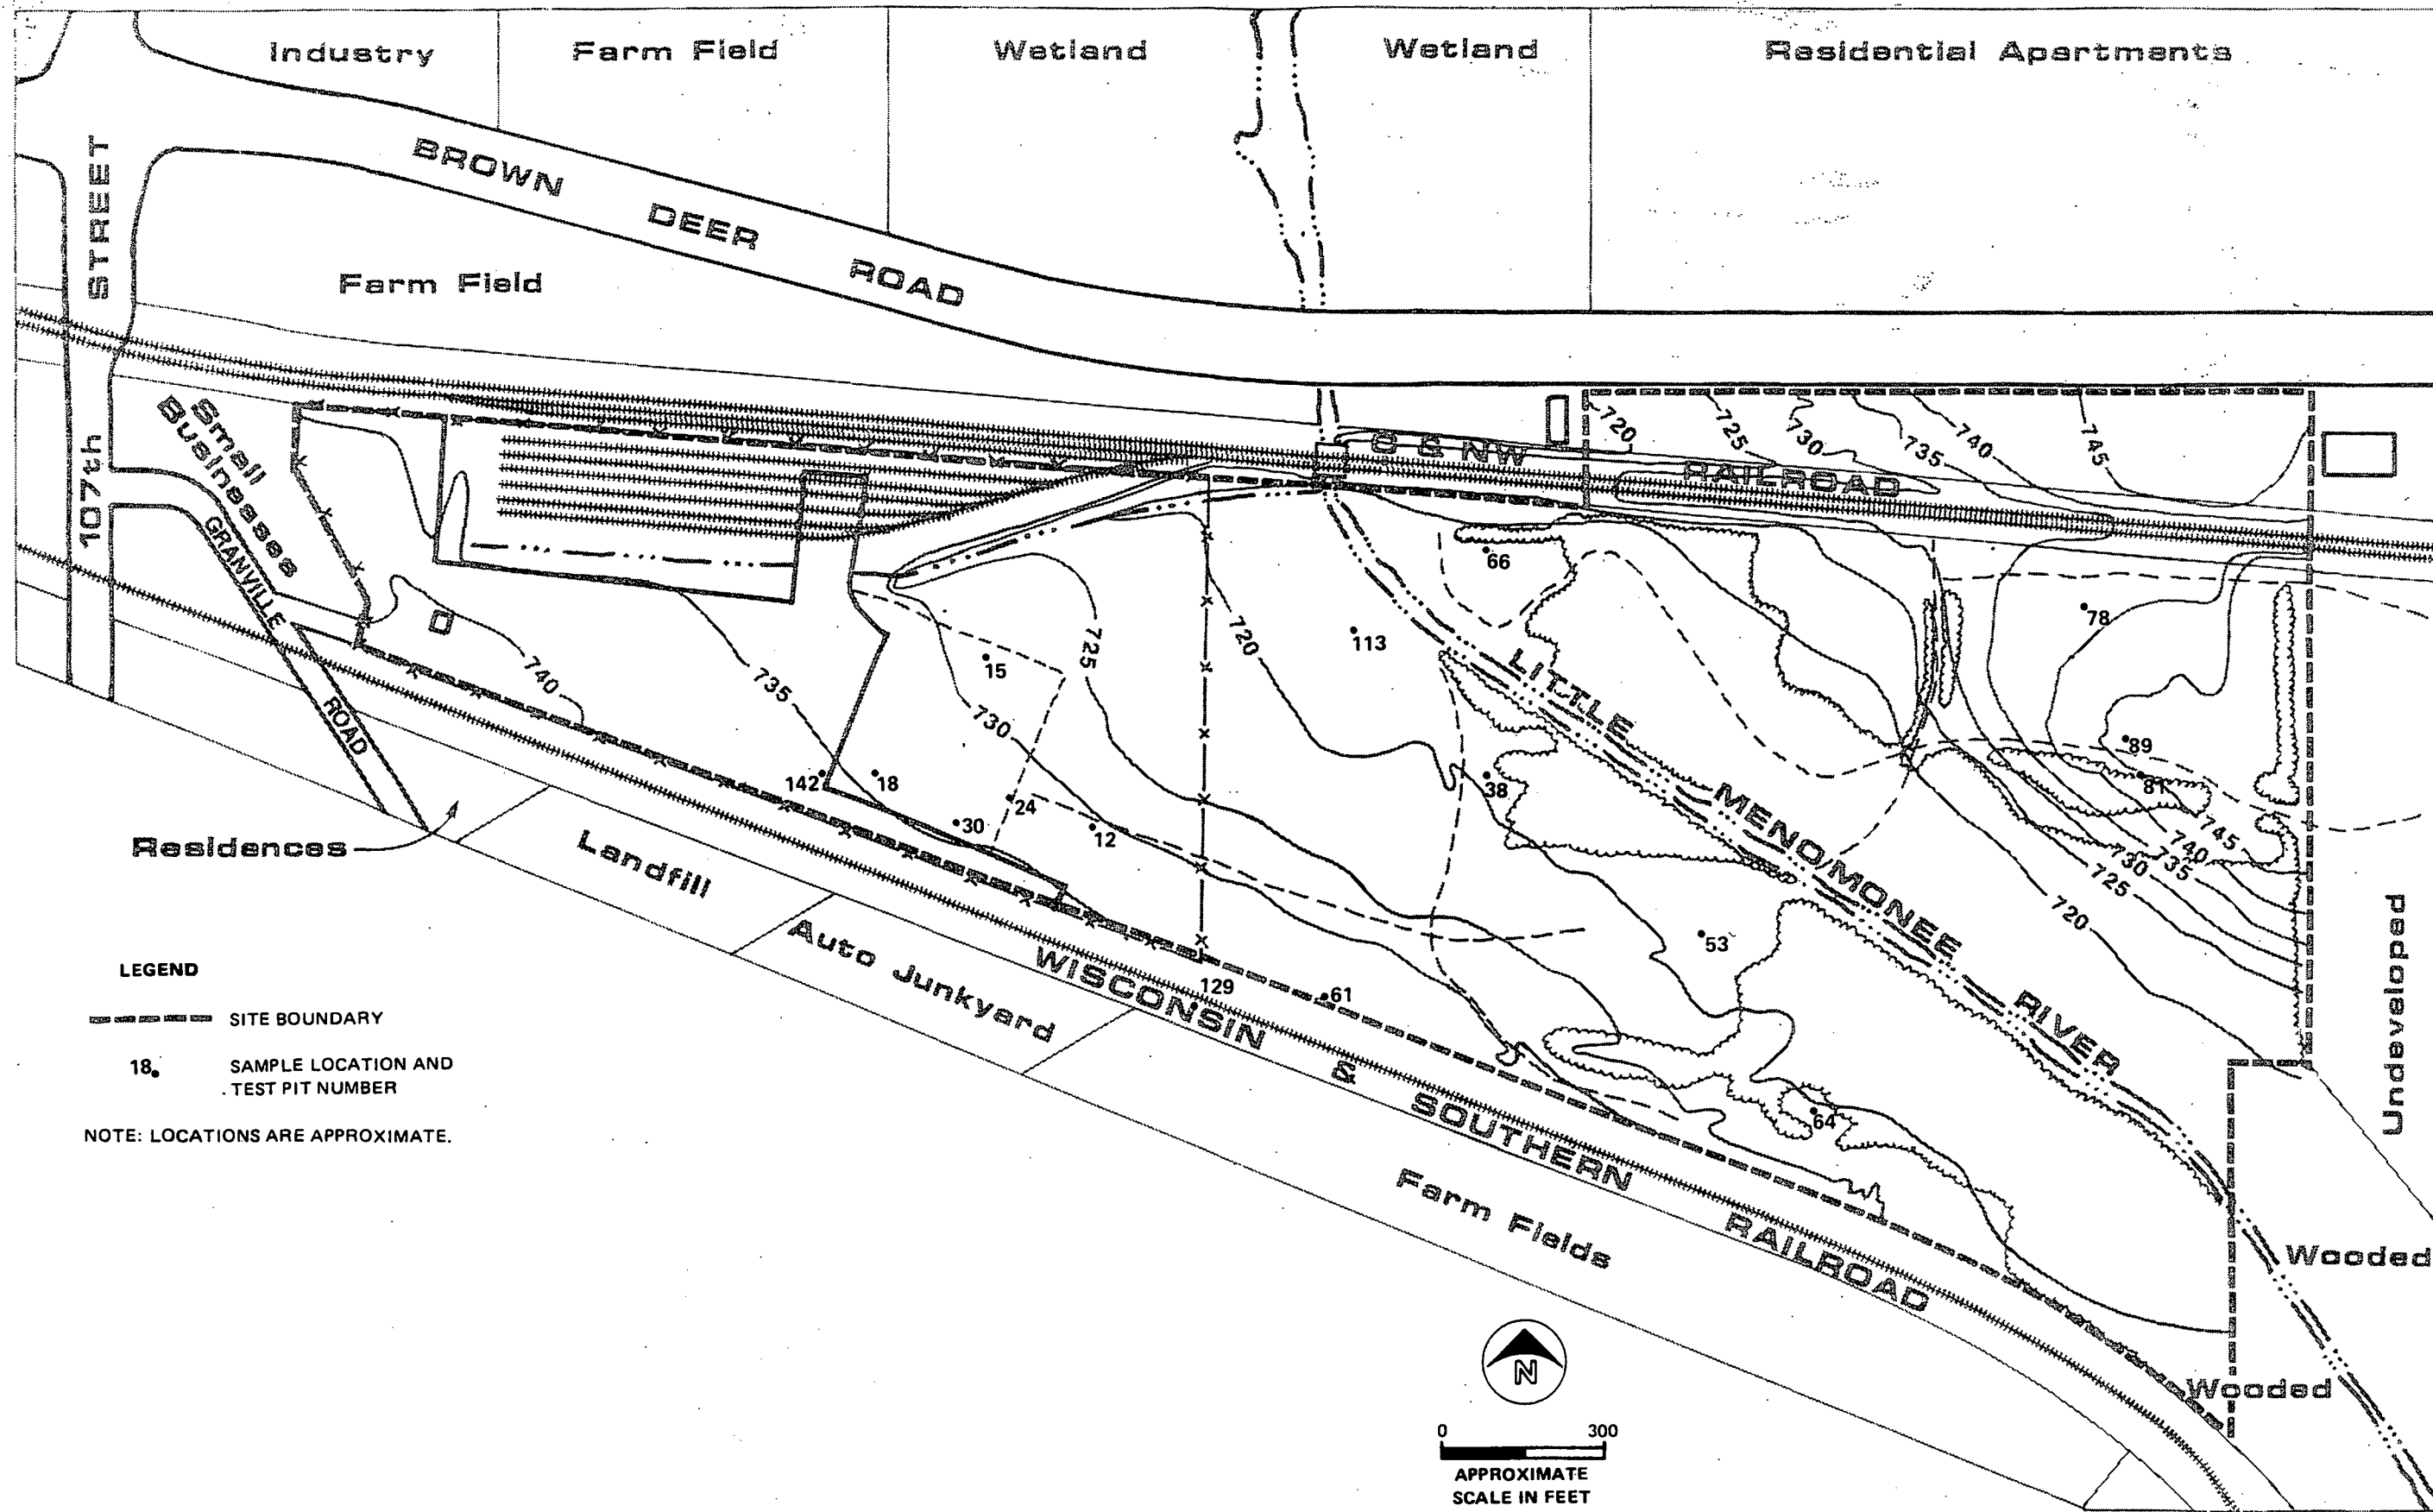 Industry
Farm Field
Wetland
Wetland
Residential Apartments
BROWN DEER ROAD
107th STREET
Farm Field
Small
Businesses
GRANVILLE ROAD
C & NW RAILROAD
720
725
730
735
740
745
66
78
113
15
720
725
730
735
740
LITTLE MENOMONEE RIVER
142
18
24
30
12
38
89
81
745
740
735
730
725
720
53
Residences
Landfill
Auto Junkyard
129
61
64
WISCONSIN & SOUTHERN RAILROAD
Farm Fields
Undeveloped
Wooded
Wooded
LEGEND
SITE BOUNDARY
18 SAMPLE LOCATION AND
TEST PIT NUMBER
NOTE: LOCATIONS ARE APPROXIMATE.
N
0 300
APPROXIMATE
SCALE IN FEET